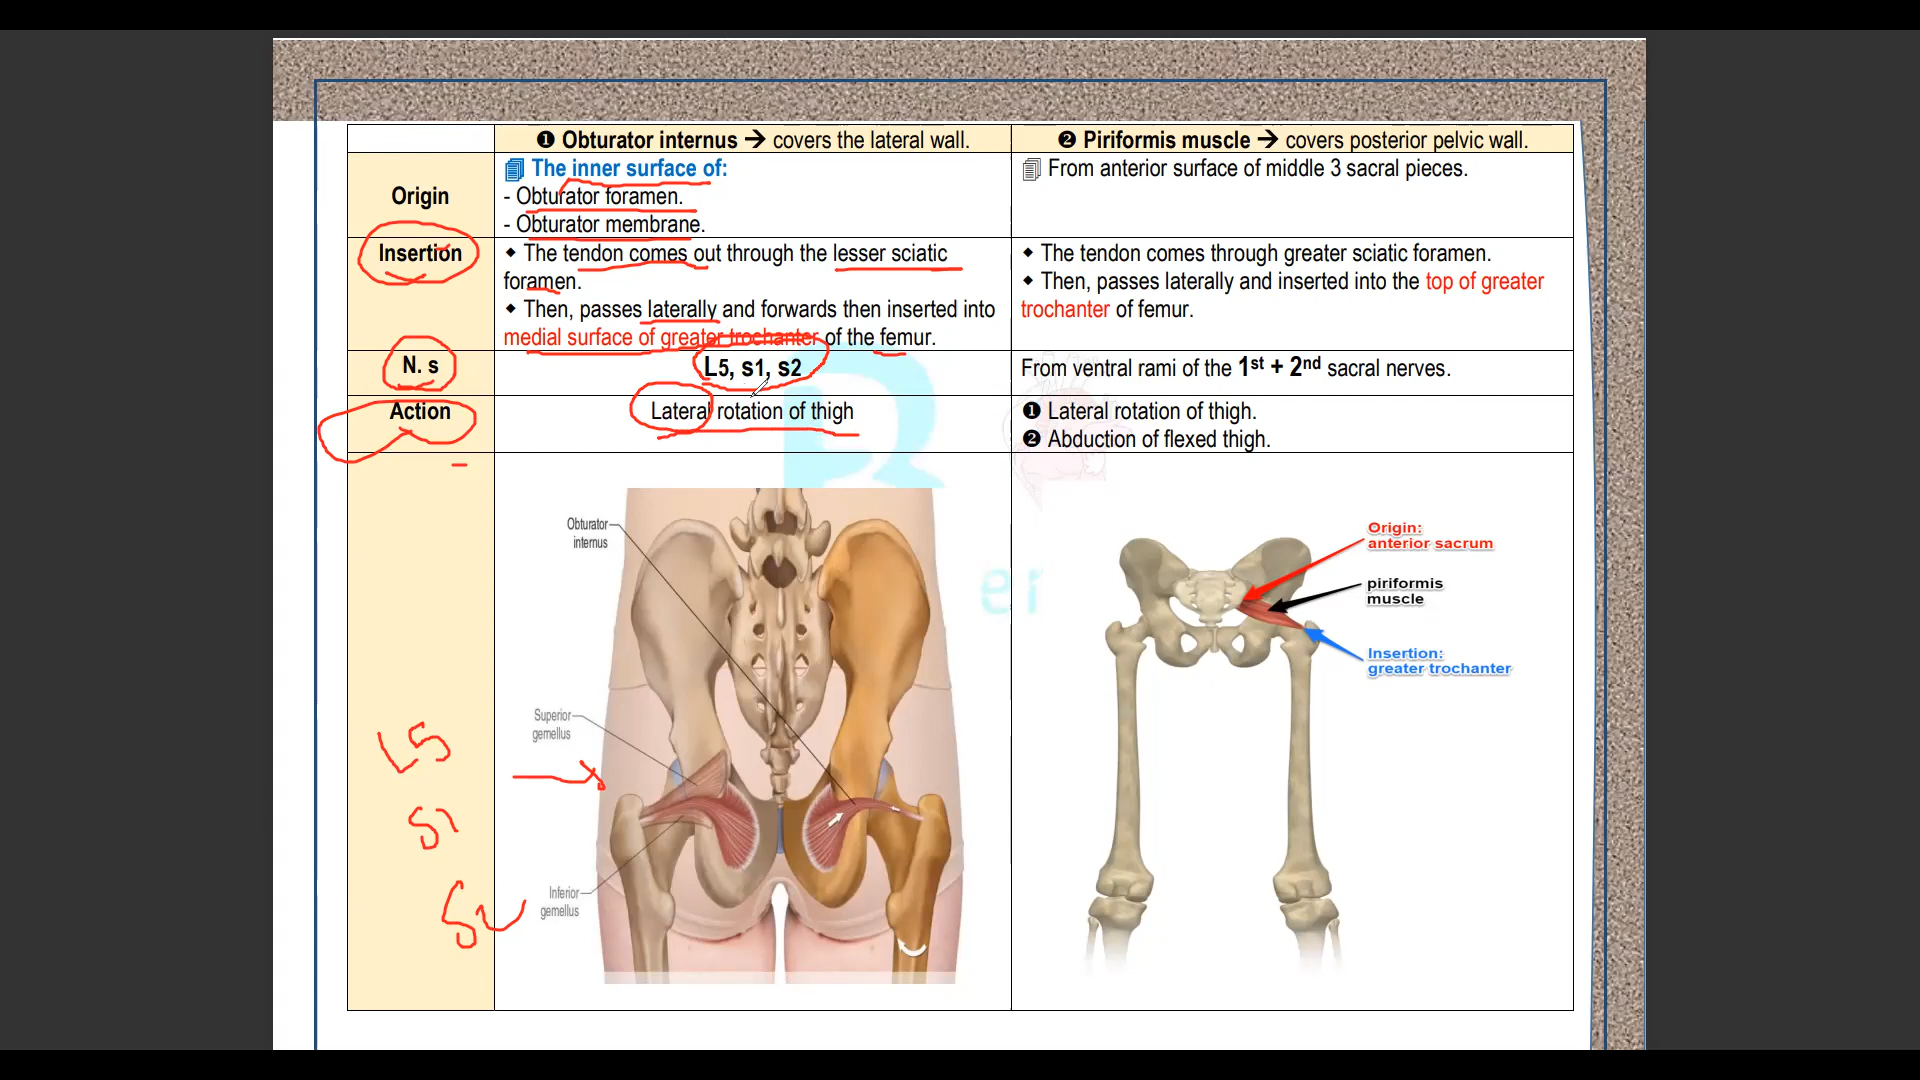 ❶ Obturator internus → covers the lateral wall.
❷ Piriformis muscle → covers posterior pelvic wall.
Origin
The inner surface of:
- Obturator foramen.
- Obturator membrane.
From anterior surface of middle 3 sacral pieces.
Insertion
◆ The tendon comes out through the lesser sciatic
foramen.
◆ Then, passes laterally and forwards then inserted into
medial surface of greater trochanter of the femur.
◆ The tendon comes through greater sciatic foramen.
◆ Then, passes laterally and inserted into the top of greater
trochanter of femur.
N. s
L5, s1, s2
From ventral rami of the 1st + 2nd sacral nerves.
Action
Lateral rotation of thigh
❶ Lateral rotation of thigh.
❷ Abduction of flexed thigh.
Obturator
internus
Superior
gemellus
Inferior
gemellus
Origin:
anterior sacrum
piriformis
muscle
Insertion:
greater trochanter
L5
S1